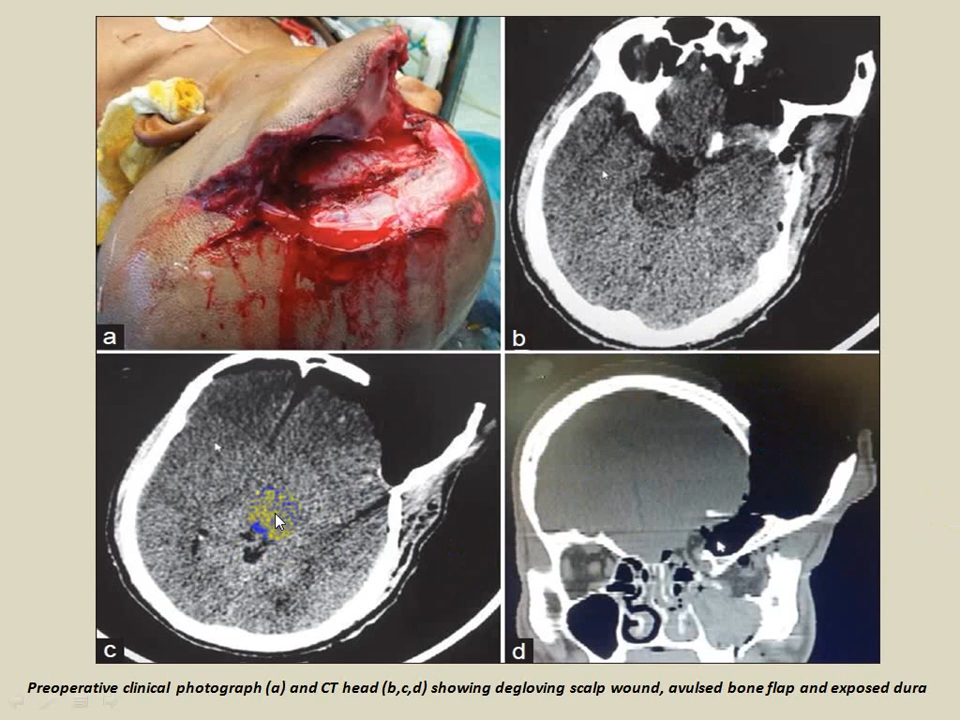 a
b
c
d
Preoperative clinical photograph (a) and CT head (b,c,d) showing degloving scalp wound, avulsed bone flap and exposed dura